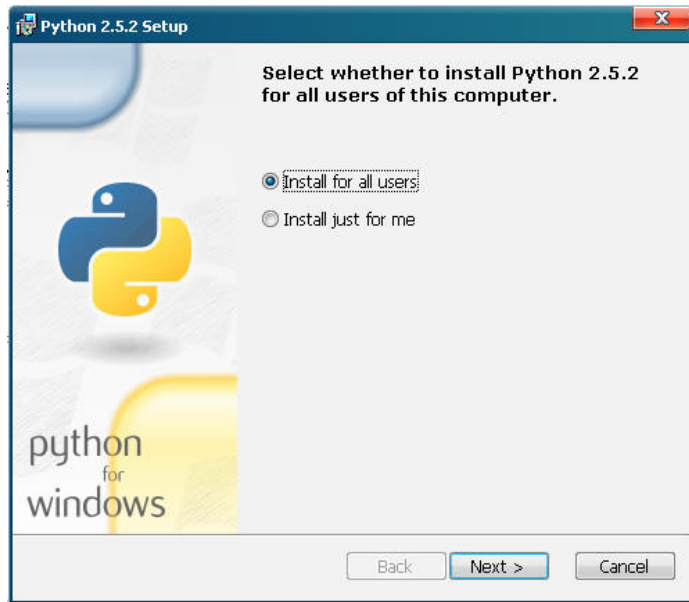 Python 2.5.2 Setup
Select whether to install Python 2.5.2
for all users of this computer.
Install for all users
Install just for me
python
for
windows
Back
Next >
Cancel